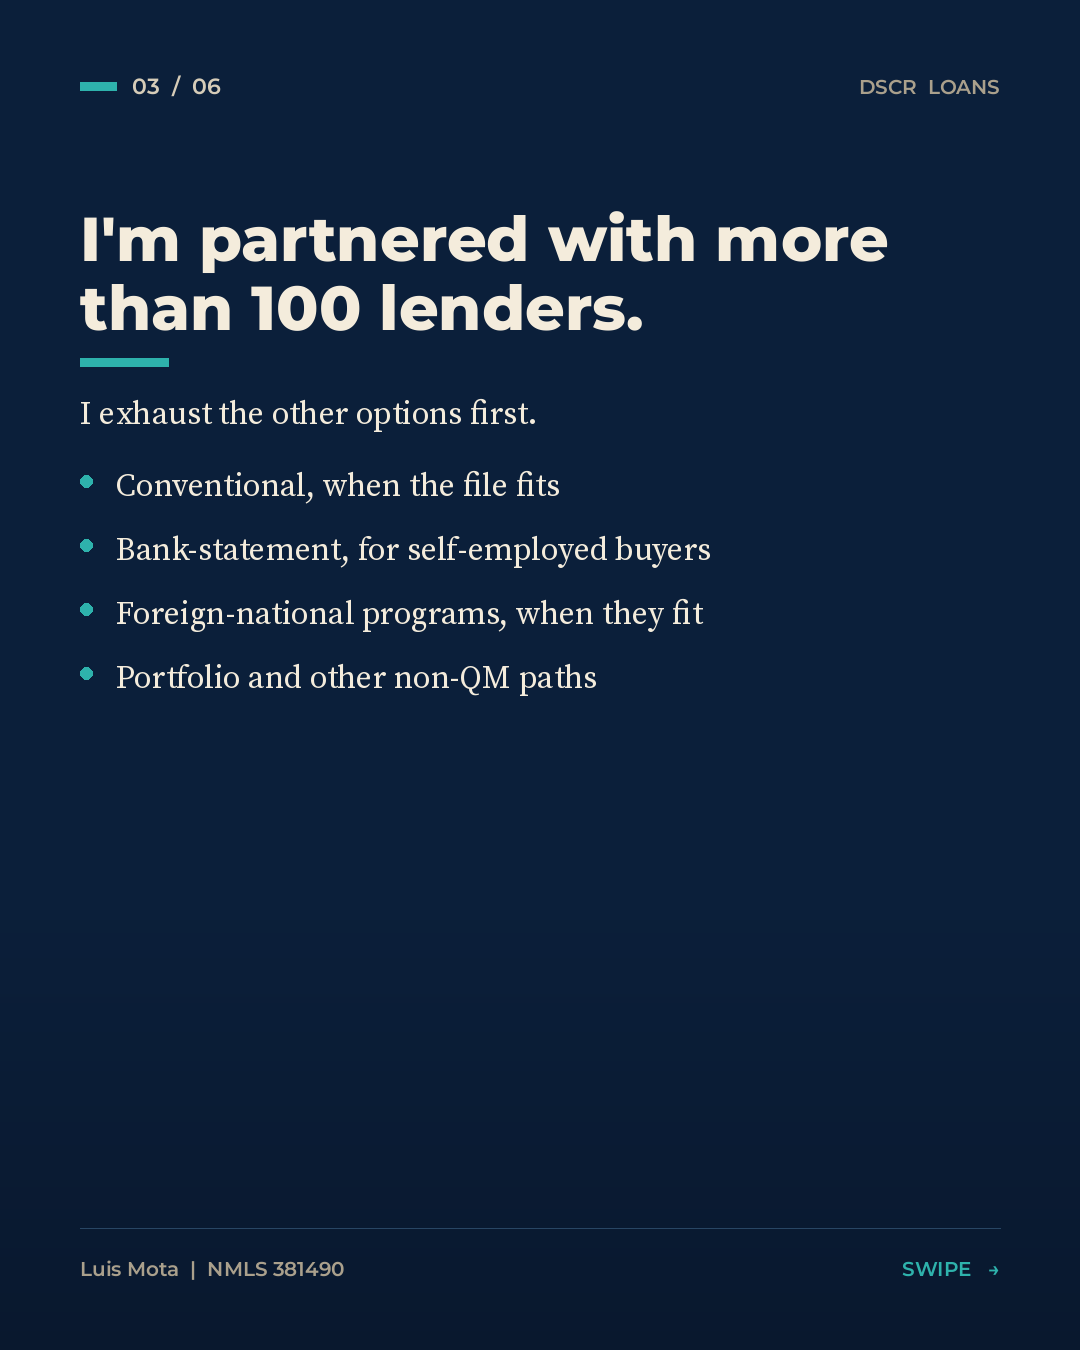 03 / 06
DSCR LOANS
I'm partnered with more
than 100 lenders.
I exhaust the other options first.
Conventional, when the file fits
Bank-statement, for self-employed buyers
Foreign-national programs, when they fit
Portfolio and other non-QM paths
Luis Mota | NMLS 381490
SWIPE →